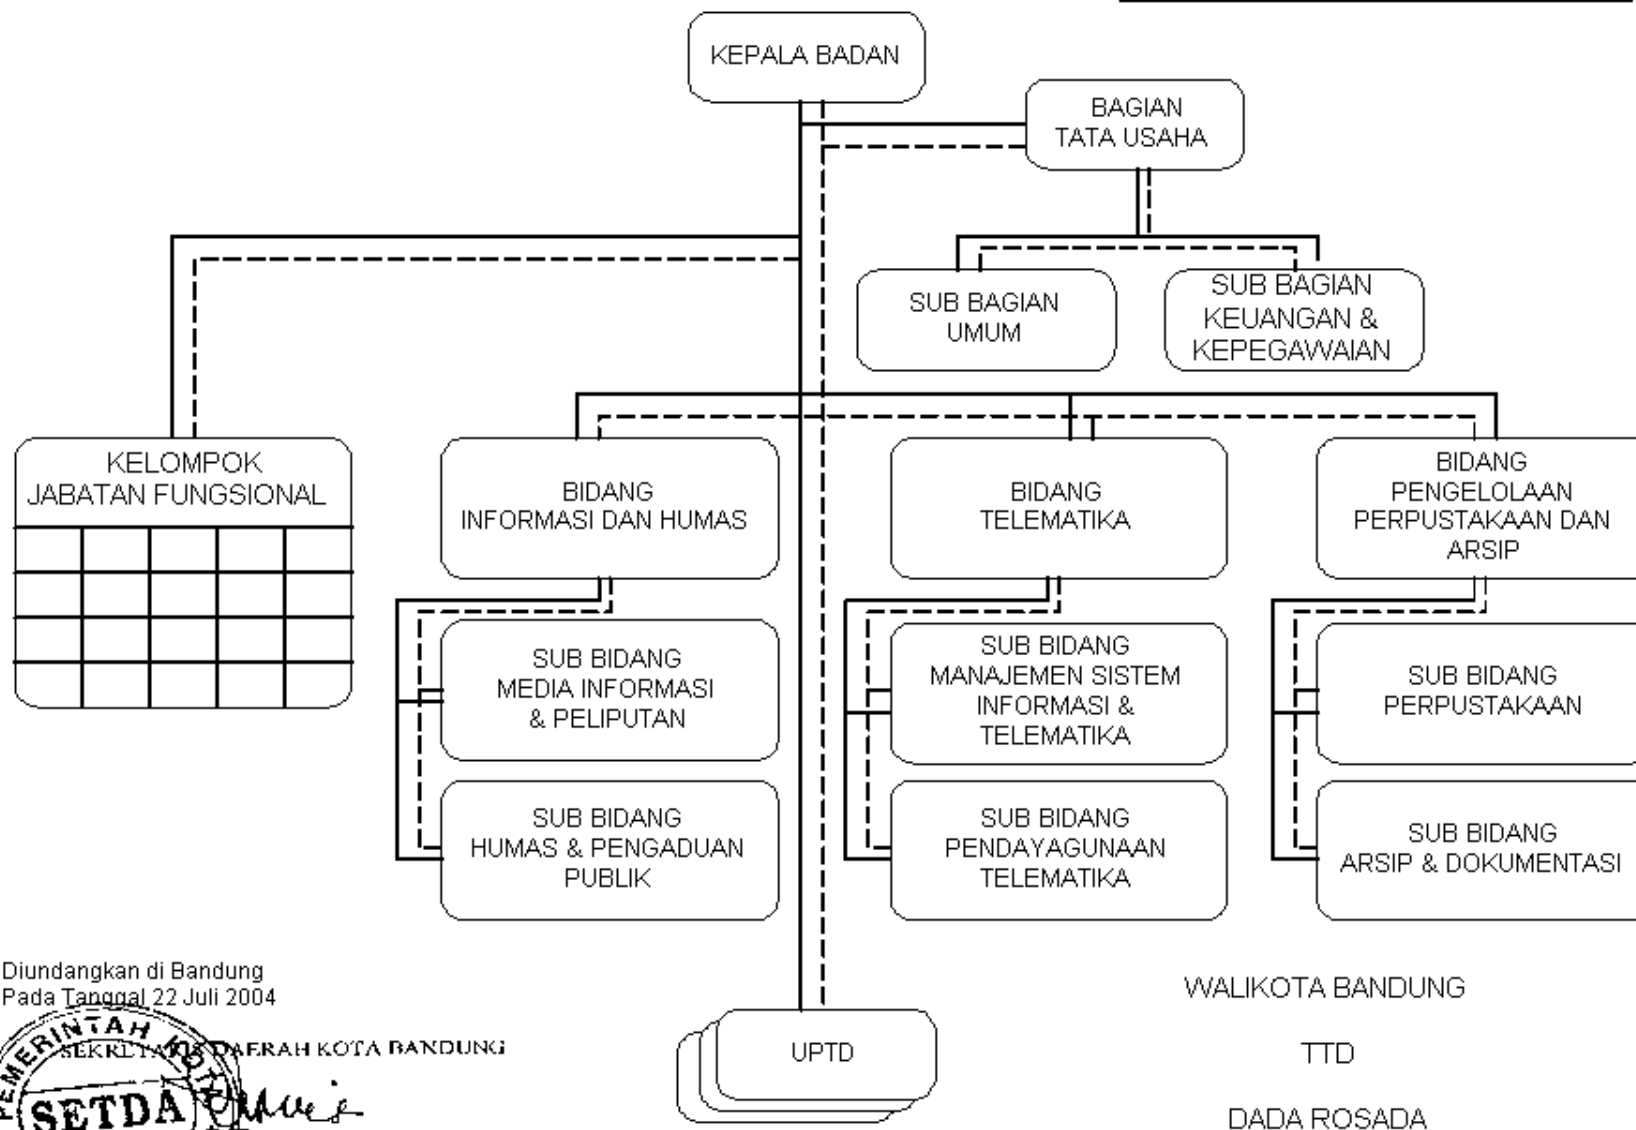 KEPALA BADAN
BAGIAN
TATA USAHA
SUB BAGIAN
UMUM
SUB BAGIAN
KEUANGAN &
KEPEGAWAIAN
KELOMPOK
JABATAN FUNGSIONAL
BIDANG
INFORMASI DAN HUMAS
BIDANG
TELEMATIKA
BIDANG
PENGELOLAAN
PERPUSTAKAAN DAN
ARSIP
SUB BIDANG
MEDIA INFORMASI
& PELIPUTAN
SUB BIDANG
MANAJEMEN SISTEM
INFORMASI &
TELEMATIKA
SUB BIDANG
PERPUSTAKAAN
SUB BIDANG
HUMAS & PENGADUAN
PUBLIK
SUB BIDANG
PENDAYAGUNAAN
TELEMATIKA
SUB BIDANG
ARSIP & DOKUMENTASI
UPTD
Diundangkan di Bandung
Pada Tanggal 22 Juli 2004
SEKRETARIS DAERAH KOTA BANDUNG
PEMERINTAH KOTA
SETDA
WALIKOTA BANDUNG
TTD
DADA ROSADA